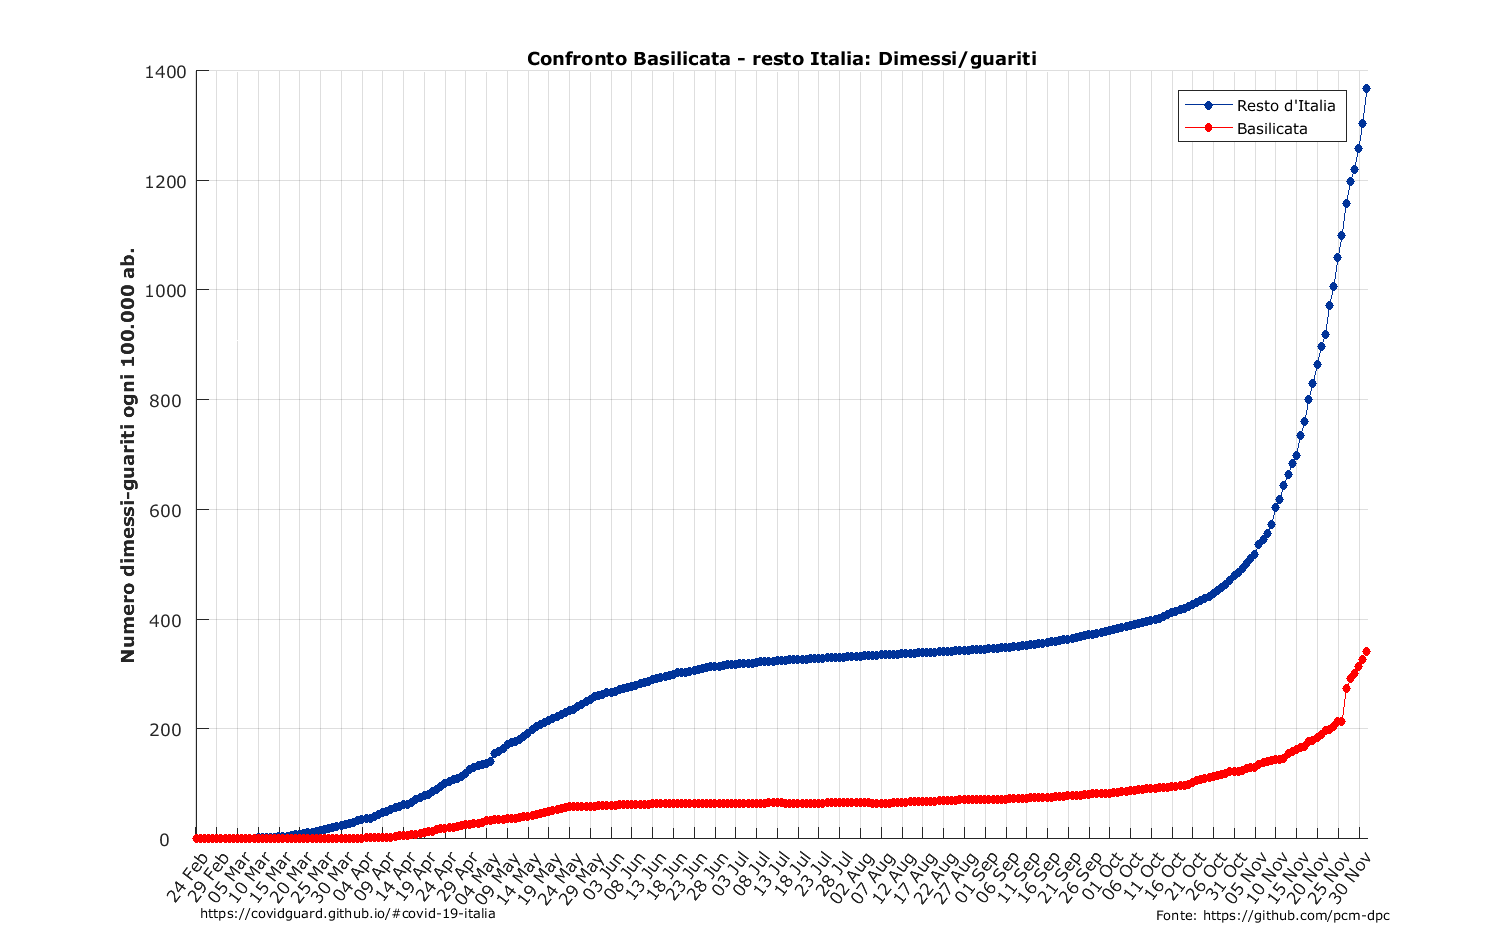 Confronto Basilicata - resto Italia: Dimessi/guariti
Numero dimessi-guariti ogni 100.000 ab.
1400
1200
1000
800
600
400
200
0
Resto d'Italia
Basilicata
24 Feb
29 Feb
05 Mar
10 Mar
15 Mar
20 Mar
25 Mar
30 Mar
04 Apr
09 Apr
14 Apr
19 Apr
24 Apr
29 Apr
04 May
09 May
14 May
19 May
24 May
29 May
03 Jun
08 Jun
13 Jun
18 Jun
23 Jun
28 Jun
03 Jul
08 Jul
13 Jul
18 Jul
23 Jul
28 Jul
02 Aug
07 Aug
12 Aug
17 Aug
22 Aug
27 Aug
01 Sep
06 Sep
11 Sep
16 Sep
21 Sep
26 Sep
01 Oct
06 Oct
11 Oct
16 Oct
21 Oct
26 Oct
31 Oct
05 Nov
10 Nov
15 Nov
20 Nov
25 Nov
30 Nov
https://covidguard.github.io/#covid-19-italia
Fonte: https://github.com/pcm-dpc